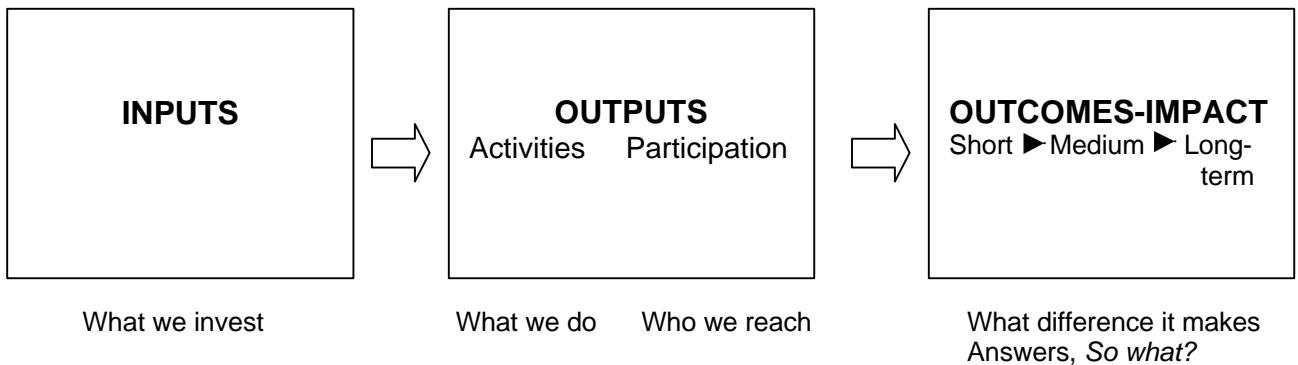 INPUTS
OUTPUTS
Activities Participation
OUTCOMES-IMPACT
Short Medium Long-
term
What we invest
What we do Who we reach
What difference it makes
Answers, So what?